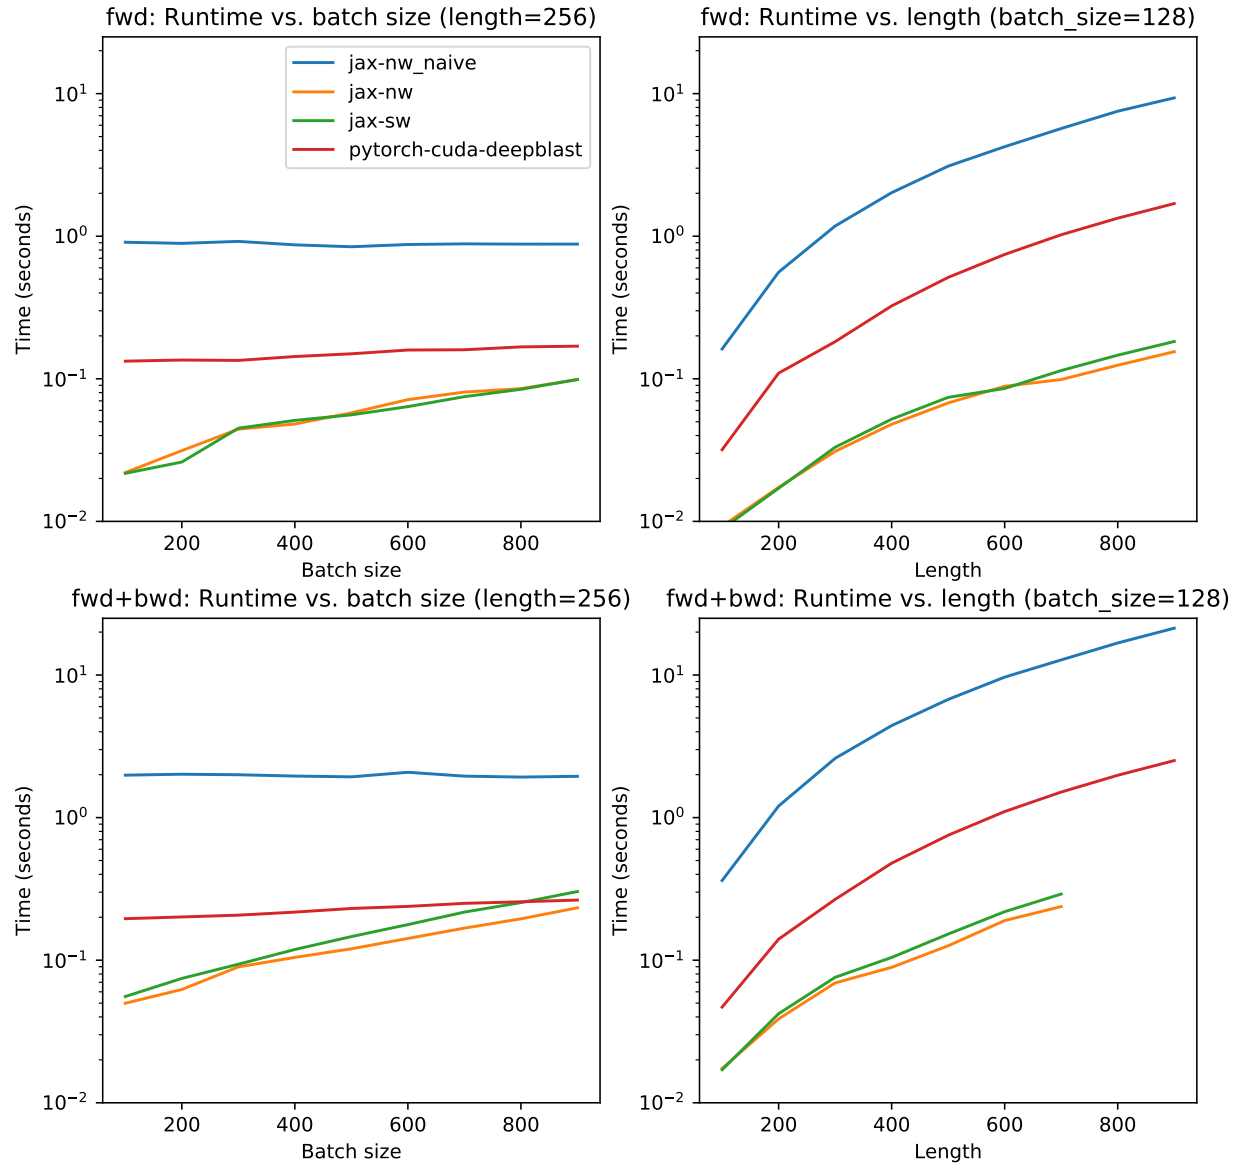 fwd: Runtime vs. batch size (length=256)
jax-nw_naive
jax-nw
jax-sw
pytorch-cuda-deepblast
Time (seconds)
10^1
10^0
10^-1
10^-2
200 400 600 800
Batch size
fwd: Runtime vs. length (batch_size=128)
Time (seconds)
10^1
10^0
10^-1
10^-2
200 400 600 800
Length
fwd+bwd: Runtime vs. batch size (length=256)
Time (seconds)
10^1
10^0
10^-1
10^-2
200 400 600 800
Batch size
fwd+bwd: Runtime vs. length (batch_size=128)
Time (seconds)
10^1
10^0
10^-1
10^-2
200 400 600 800
Length